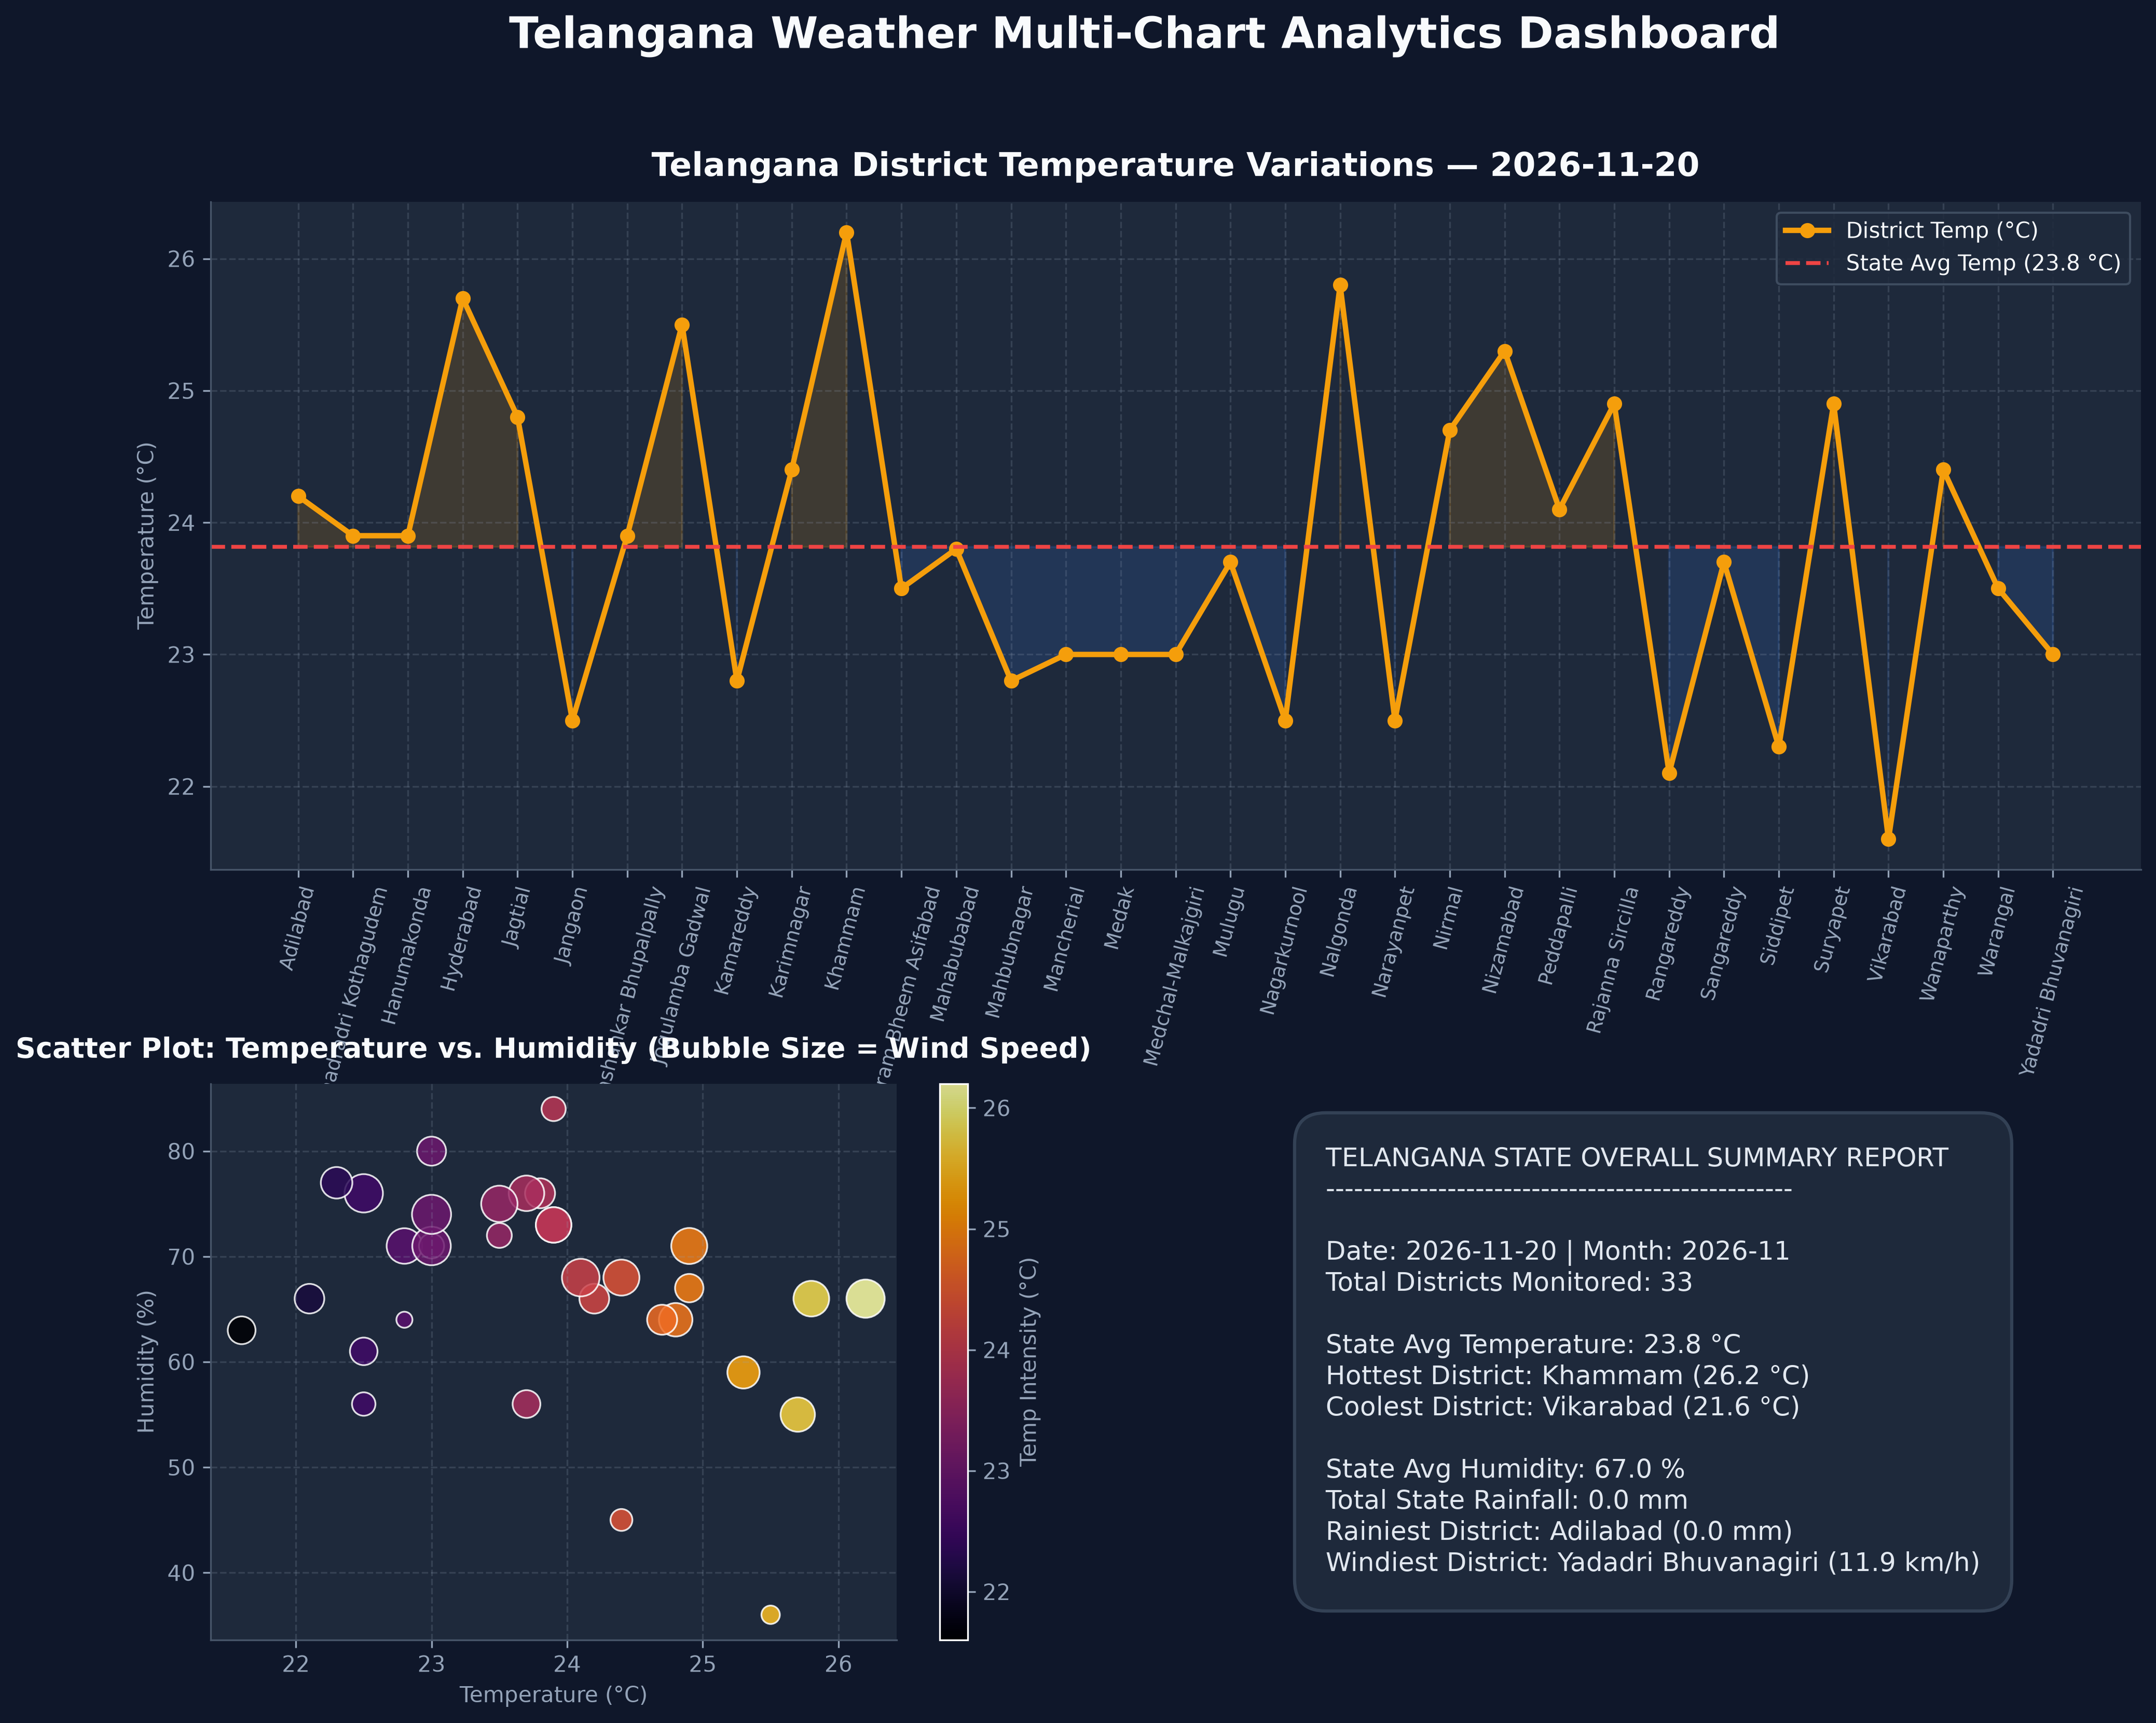 Telangana Weather Multi-Chart Analytics Dashboard
Telangana District Temperature Variations — 2026-11-20
District Temp (°C)
State Avg Temp (23.8 °C)
Temperature (°C)
26
25
24
23
22
Adilabad
Kothagudem
Hanumakonda
Hyderabad
Jagtial
Jangaon
Bhupalpally
Jogulamba Gadwal
Kamareddy
Karimnagar
Khammam
Bheem Asifabad
Mahabubabad
Mahbubnagar
Mancherial
Medak
Medchal-Malkajgiri
Mulugu
Nagarkurnool
Nalgonda
Narayanpet
Nirmal
Nizamabad
Peddapalli
Rajanna Sircilla
Rangareddy
Sangareddy
Siddipet
Suryapet
Vikarabad
Wanaparthy
Warangal
Yadadri Bhuvanagiri
Scatter Plot: Temperature vs. Humidity (Bubble Size = Wind Speed)
Humidity (%)
80
70
60
50
40
22
23
24
25
26
Temperature (°C)
26
25
24
23
22
Temp Intensity (°C)
TELANGANA STATE OVERALL SUMMARY REPORT
--------------------------------------------------
Date: 2026-11-20 | Month: 2026-11
Total Districts Monitored: 33
State Avg Temperature: 23.8 °C
Hottest District: Khammam (26.2 °C)
Coolest District: Vikarabad (21.6 °C)
State Avg Humidity: 67.0 %
Total State Rainfall: 0.0 mm
Rainiest District: Adilabad (0.0 mm)
Windiest District: Yadadri Bhuvanagiri (11.9 km/h)